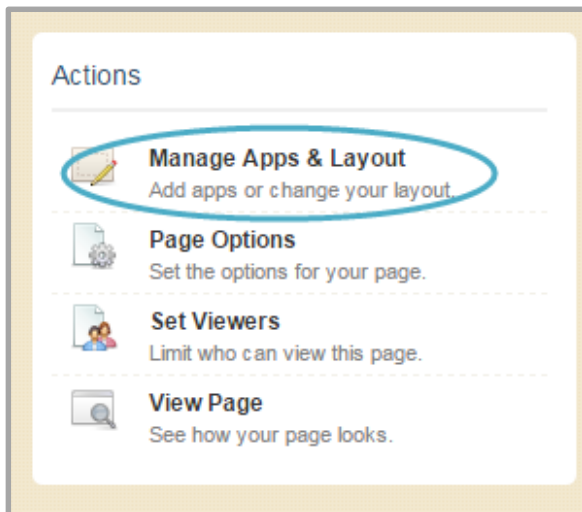 Actions
Manage Apps & Layout
Add apps or change your layout.
Page Options
Set the options for your page.
Set Viewers
Limit who can view this page.
View Page
See how your page looks.